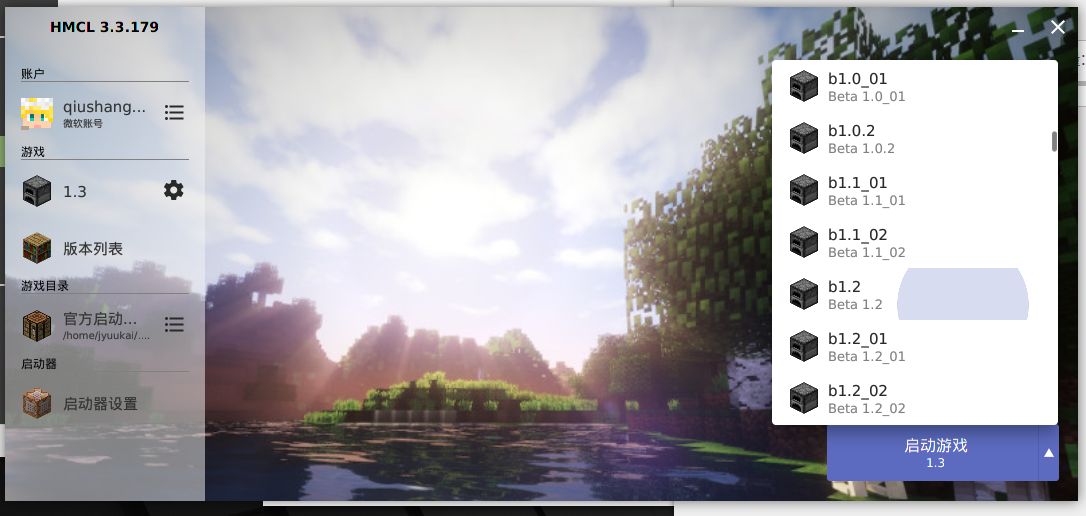 HMCL 3.3.179
账户
qiushang...
微软账号
游戏
1.3
版本列表
游戏目录
官方启动...
/home/jyuukai/....
启动器
启动器设置
b1.0_01
Beta 1.0_01
b1.0.2
Beta 1.0.2
b1.1_01
Beta 1.1_01
b1.1_02
Beta 1.1_02
b1.2
Beta 1.2
b1.2_01
Beta 1.2_01
b1.2_02
Beta 1.2_02
启动游戏
1.3